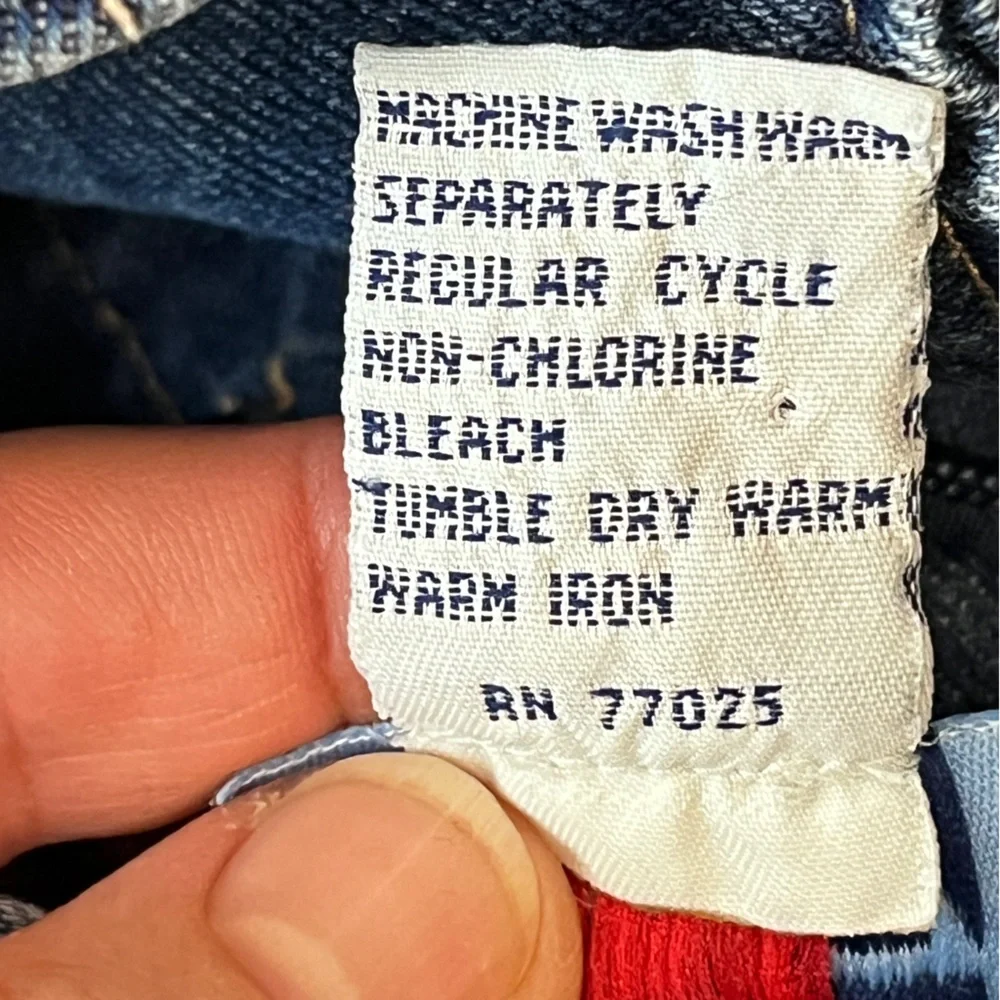 MACHINE WASH WARM
SEPARATELY
REGULAR CYCLE
NON-CHLORINE
BLEACH
TUMBLE DRY WARM
WARM IRON
RN 77025